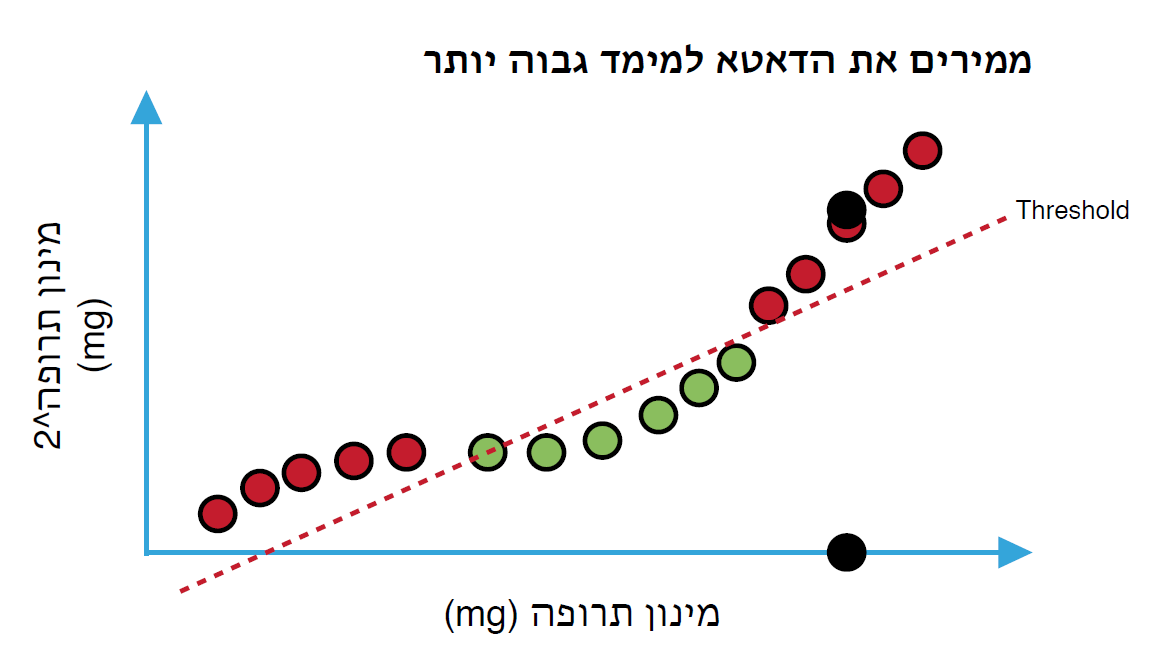 ממירים את הדאטא למימד גבוה יותר
Threshold
מינון תרופה^2
(mg)
מינון תרופה (mg)